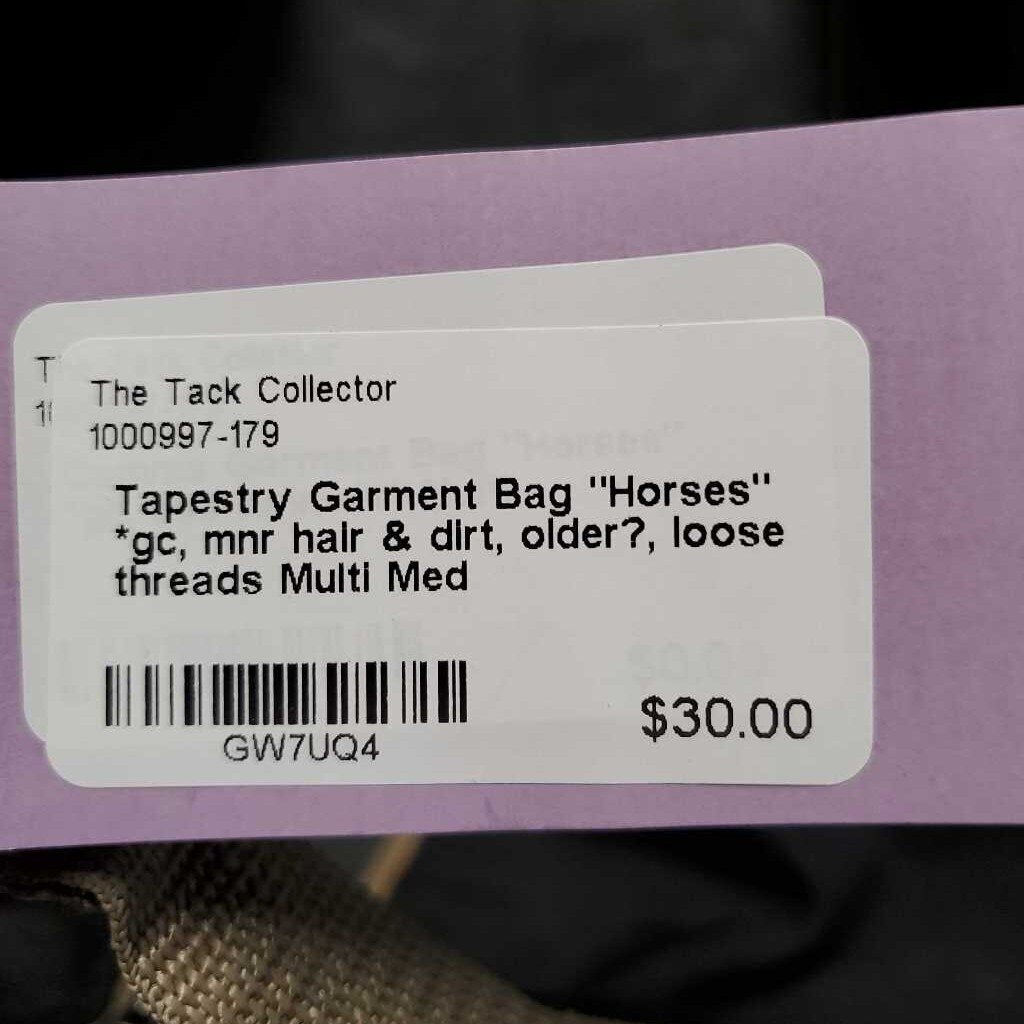 The Tack Collector
1000997-179
Tapestry Garment Bag "Horses"
*gc, mnr hair & dirt, older?, loose
threads Multi Med
GW7UQ4
$30.00